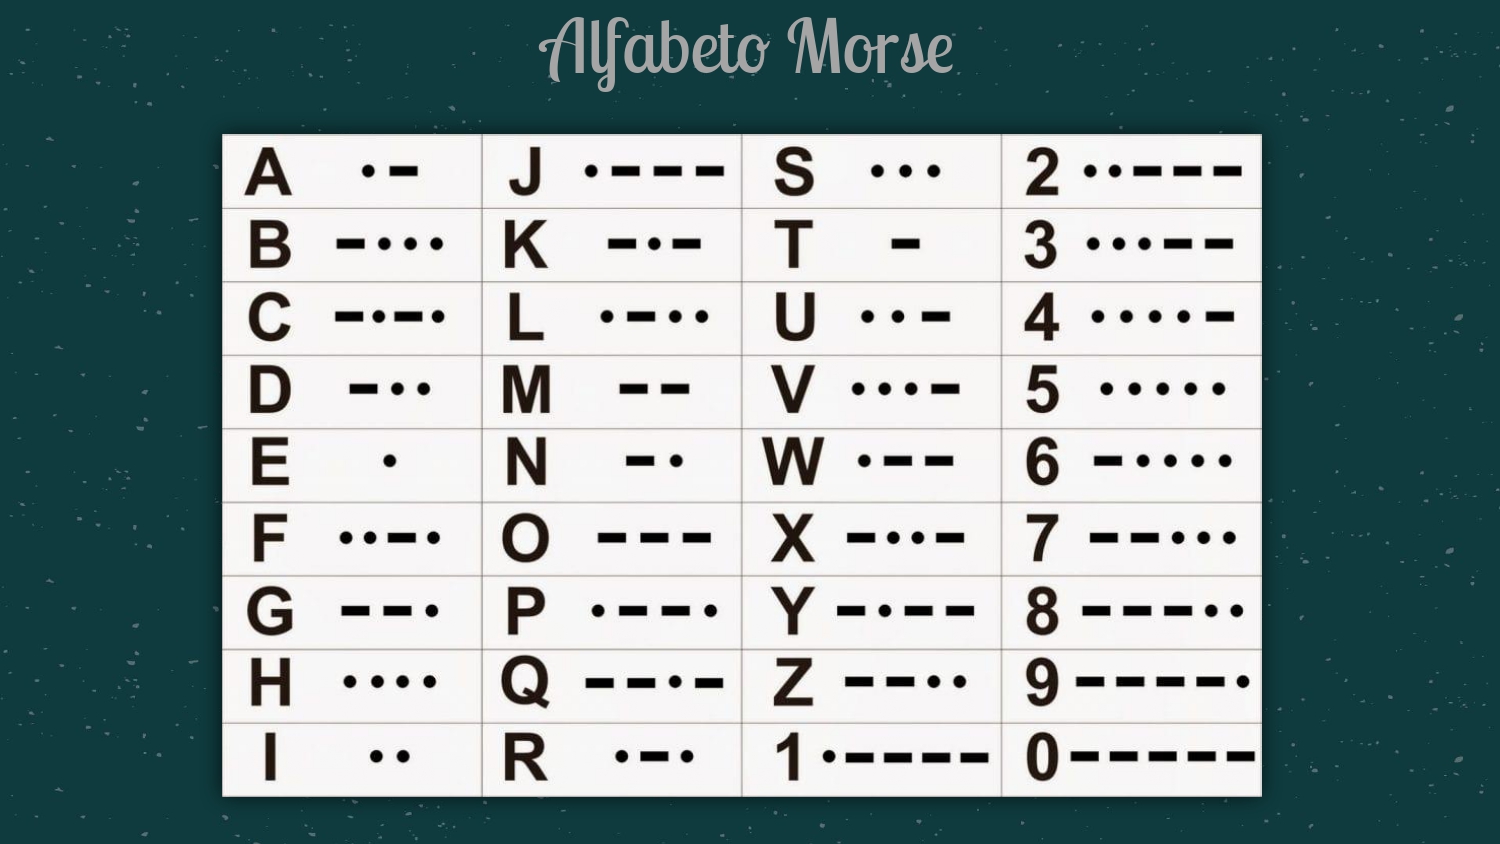 Alfabeto Morse
A •– J •––– S ••• 2 ••–––
B –••• K –•– T – 3 •••––
C –•–• L •–•• U ••– 4 ••••–
D –•• M –– V •••– 5 •••••
E • N –• W •–– 6 –••••
F ••–• O ––– X –••– 7 ––•••
G ––• P •––• Y –•–– 8 –––••
H •••• Q ––•– Z ––•• 9 ––––•
I •• R •–• 1 •–––– 0 –––––